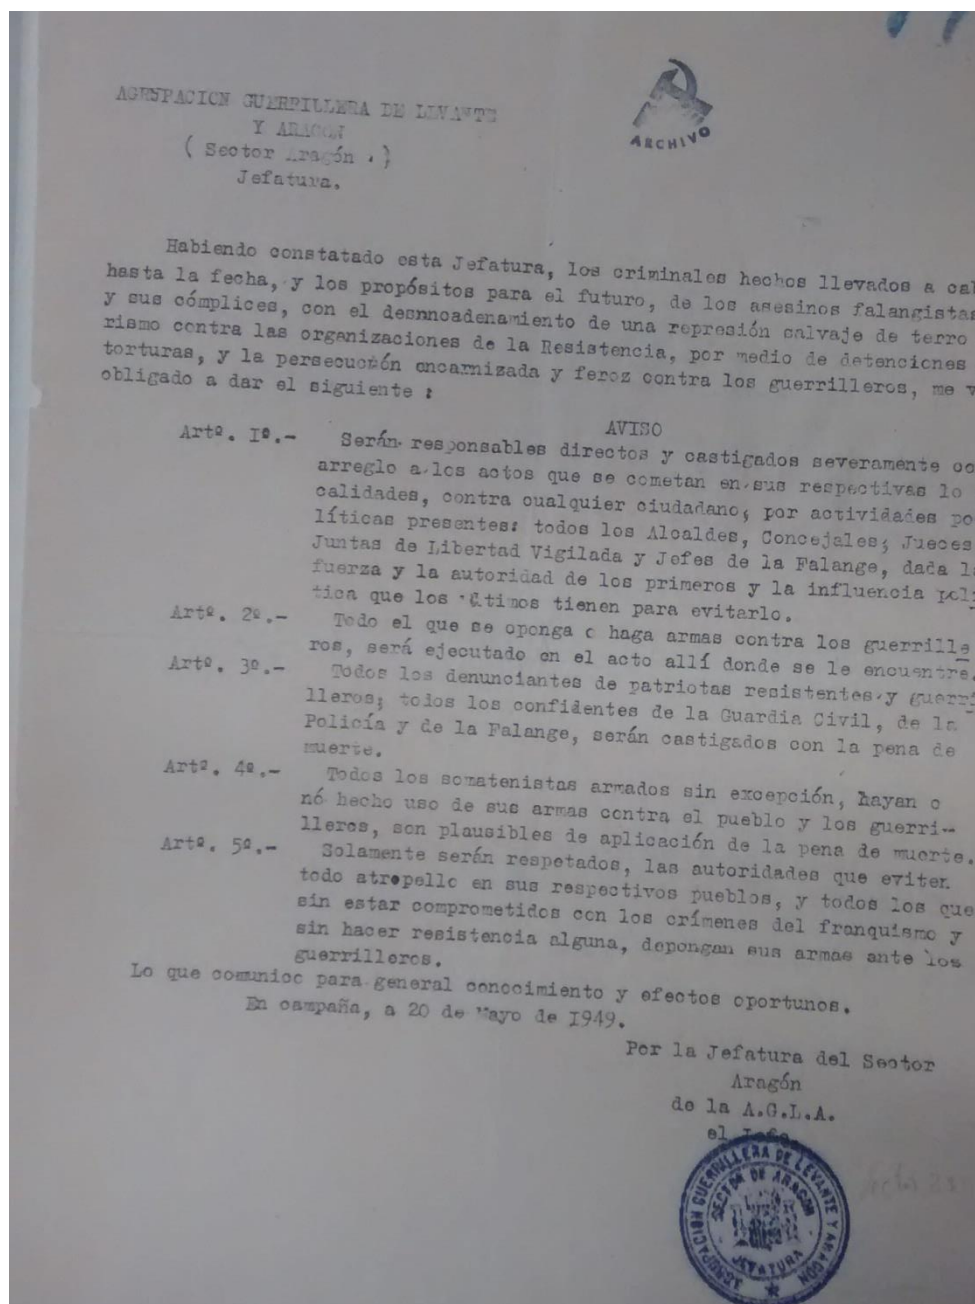 AGRUPACION GUERRILLERA DE LEVANTE
Y ARAGON
( Sector Aragón . )
Jefatura.
ARCHIVO
Habiendo constatado esta Jefatura, los criminales hechos llevados a cab
hasta la fecha, y los propósitos para el futuro, de los asesinos falangistas
y sus cómplices, con el desnnoadenamiento de una represión salvaje de terro
rismo contra las organizaciones de la Resistencia, por medio de detenciones
torturas, y la persecución encarnizada y feroz contra los guerrilleros, me v
obligado a dar el siguiente :
AVISO
Artº. Iº.- Serán responsables directos y castigados severamente co
arreglo a los actos que se cometan en sus respectivas lo
calidades, contra cualquier ciudadano, por actividades po
líticas presentes: todos los Alcaldes, Concejales, Jueces
Juntas de Libertad Vigilada y Jefes de la Falange, dada la
fuerza y la autoridad de los primeros y la influencia polí
tica que los tienen para evitarlo.
Artº. 2º.- Todo el que se oponga o haga armas contra los guerrille
ros, será ejecutado en el acto allí donde se le encuentre.
Artº. 3º.- Todos los denunciantes de patriotas resistentes y guerri
lleros; todos los confidentes de la Guardia Civil, de la
Policía y de la Falange, serán castigados con la pena de
muerte.
Artº. 4º.- Todos los somatenistas armados sin excepción, hayan o
nó hecho uso de sus armas contra el pueblo y los guerri-
lleros, son plausibles de aplicación de la pena de muerte.
Artº. 5º.- Solamente serán respetados, las autoridades que eviten
todo atropello en sus respectivos pueblos, y todos los que
sin estar comprometidos con los crímenes del franquismo y
sin hacer resistencia alguna, depongan sus armas ante los
guerrilleros.
Lo que comunico para general conocimiento y efectos oportunos.
En campaña, a 20 de Mayo de I949.
Por la Jefatura del Sector
Aragón
de la A.G.L.A.
el Jefe.
AGRUPACION GUERRILLERA DE LEVANTE Y ARAGON
SECTOR DE ARAGON
JEFATURA